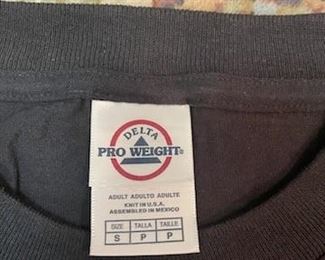 DELTA
PRO WEIGHT®
ADULT ADULTO ADULTE
KNIT IN U.S.A.
ASSEMBLED IN MEXICO
SIZE TALLA TAILLE
S P P